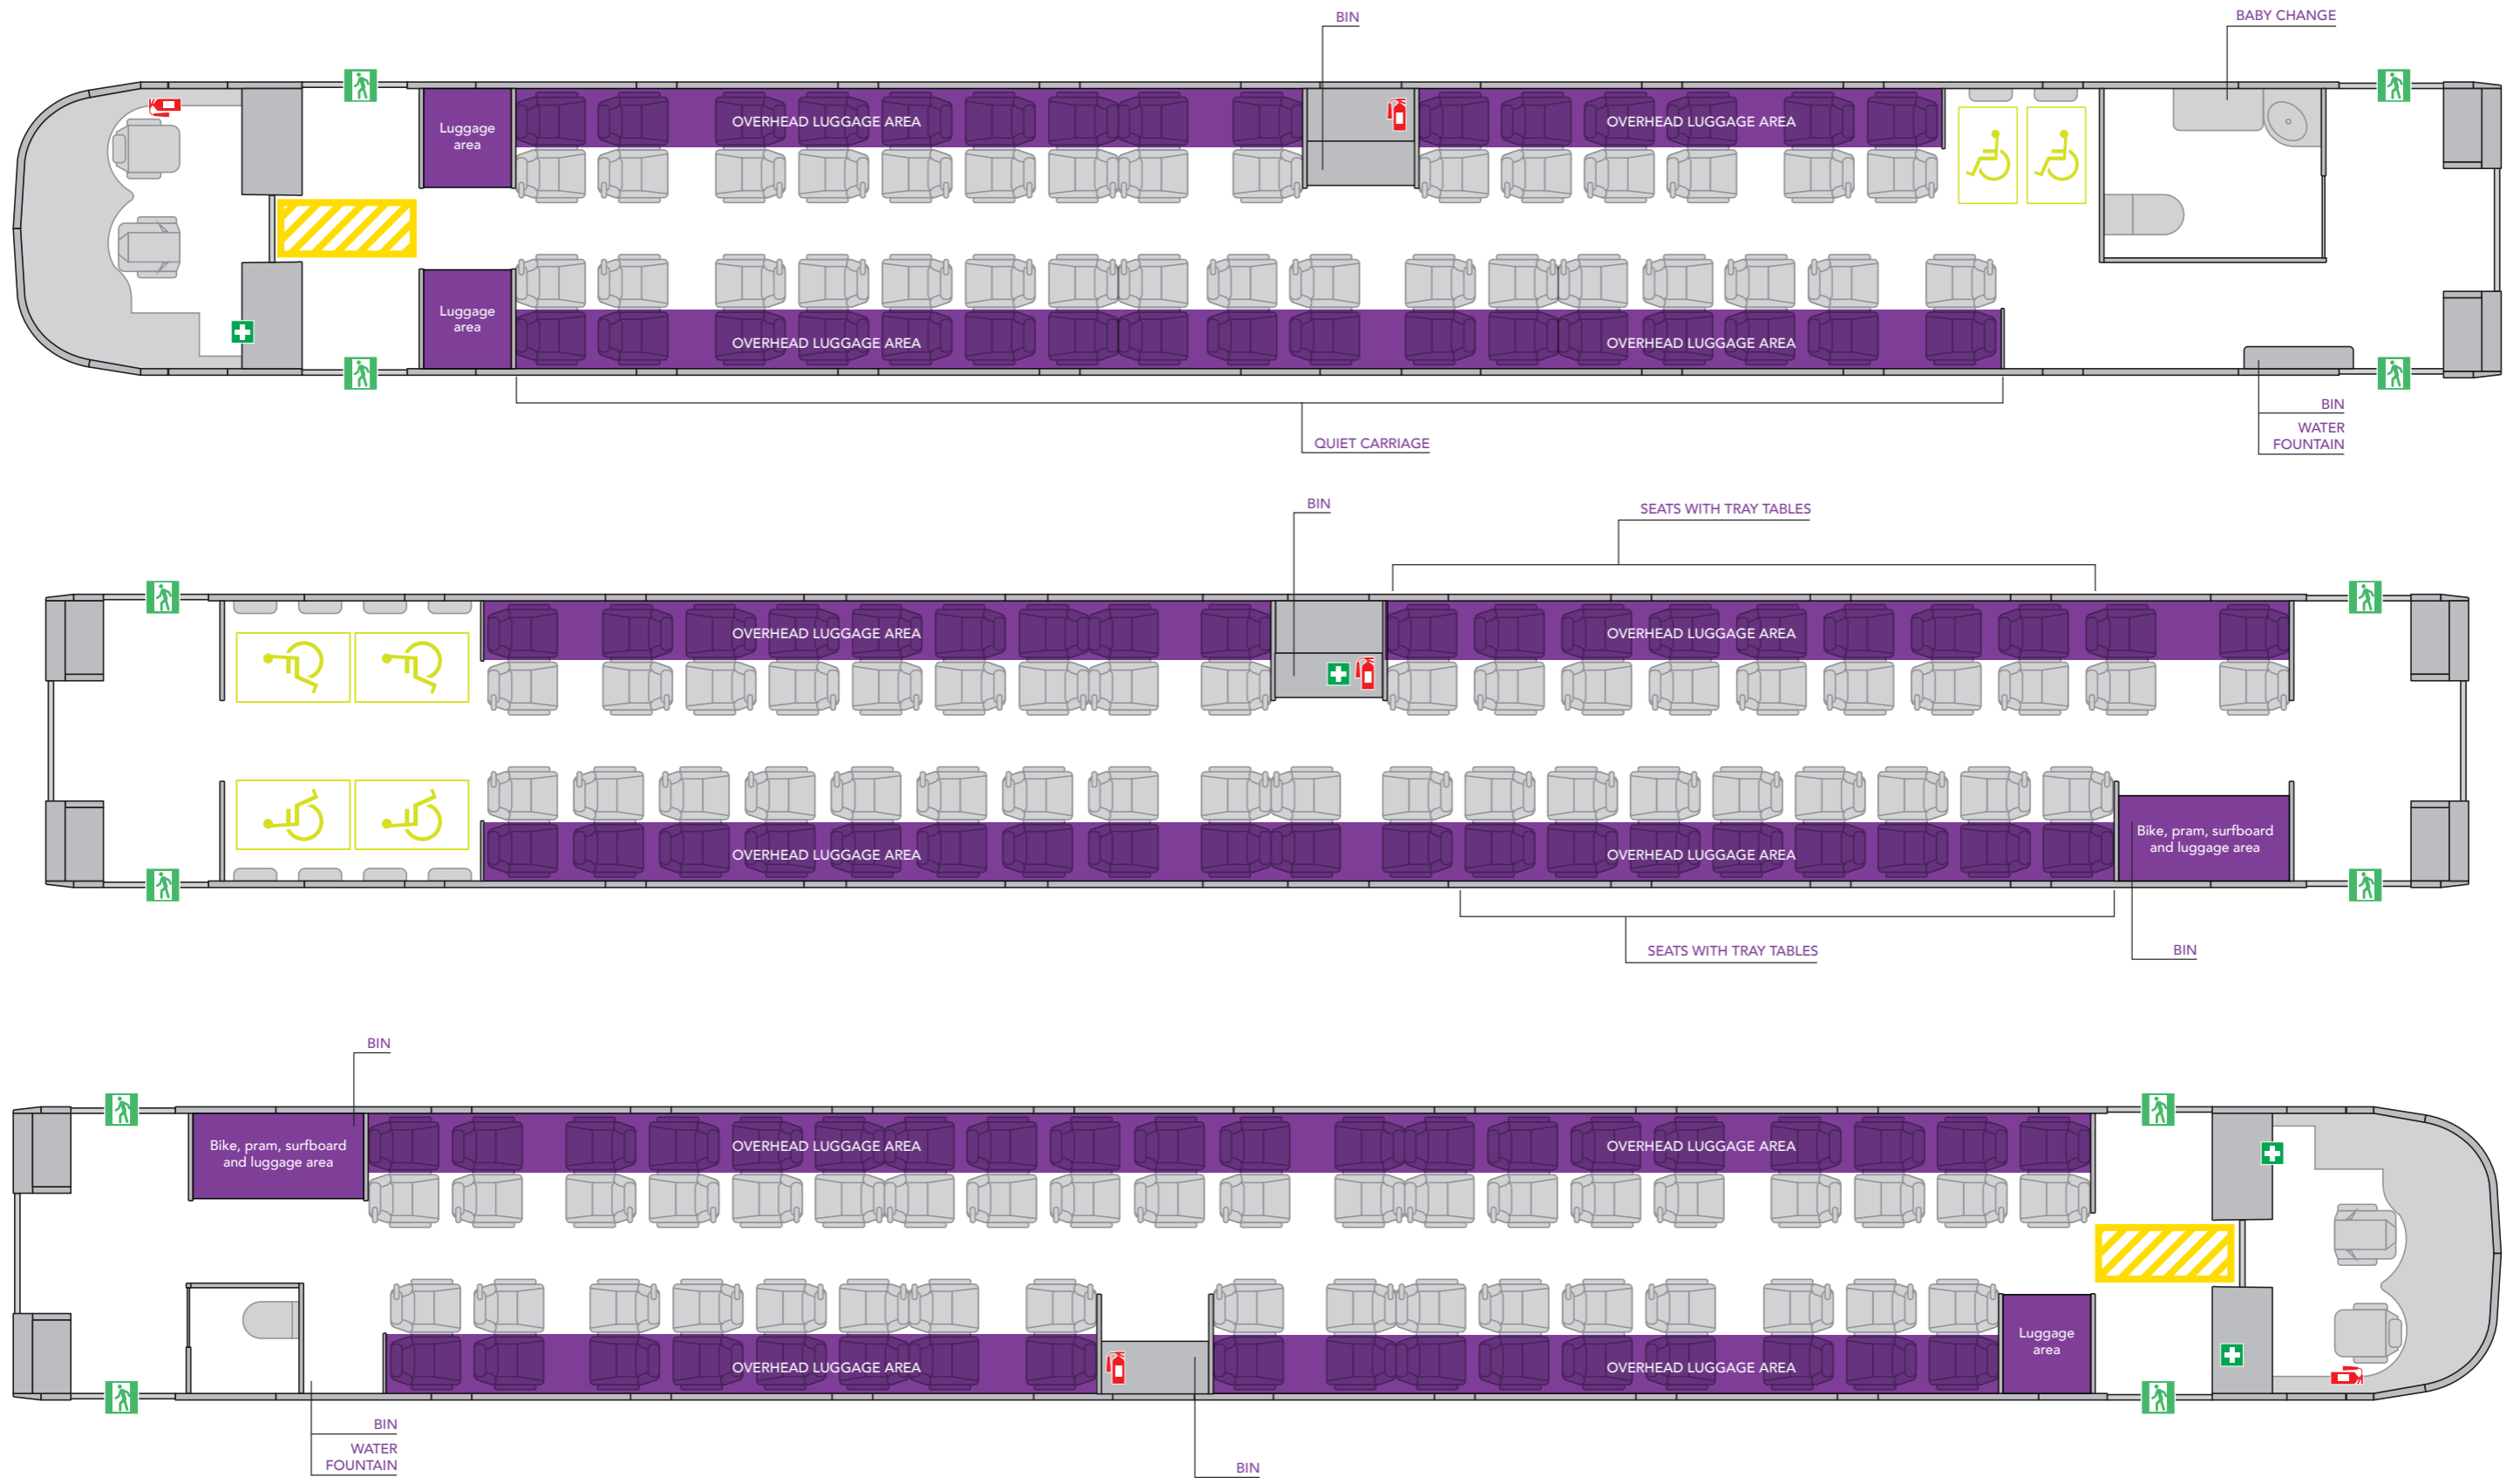 BIN
BABY CHANGE
Luggage
area
OVERHEAD LUGGAGE AREA
OVERHEAD LUGGAGE AREA
Luggage
area
OVERHEAD LUGGAGE AREA
OVERHEAD LUGGAGE AREA
BIN
WATER
FOUNTAIN
QUIET CARRIAGE
BIN
SEATS WITH TRAY TABLES
OVERHEAD LUGGAGE AREA
OVERHEAD LUGGAGE AREA
OVERHEAD LUGGAGE AREA
OVERHEAD LUGGAGE AREA
Bike, pram, surfboard
and luggage area
SEATS WITH TRAY TABLES
BIN
BIN
Bike, pram, surfboard
and luggage area
OVERHEAD LUGGAGE AREA
OVERHEAD LUGGAGE AREA
OVERHEAD LUGGAGE AREA
OVERHEAD LUGGAGE AREA
Luggage
area
BIN
WATER
FOUNTAIN
BIN